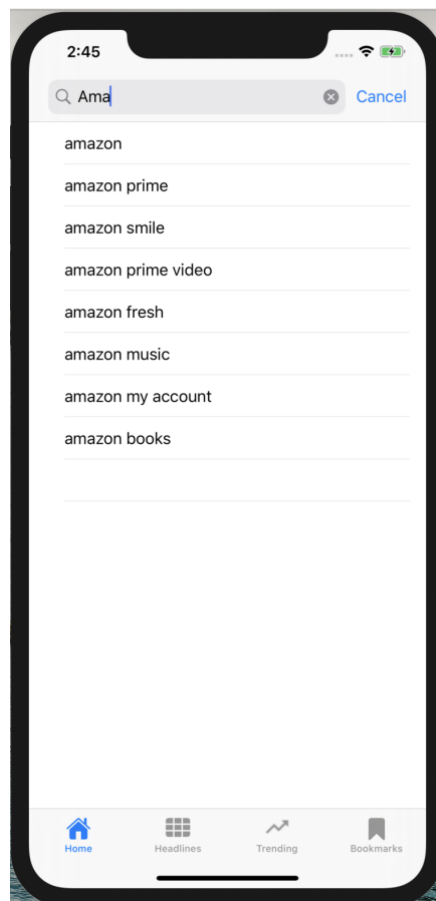 2:45
Ama Cancel
amazon
amazon prime
amazon smile
amazon prime video
amazon fresh
amazon music
amazon my account
amazon books
Home Headlines Trending Bookmarks